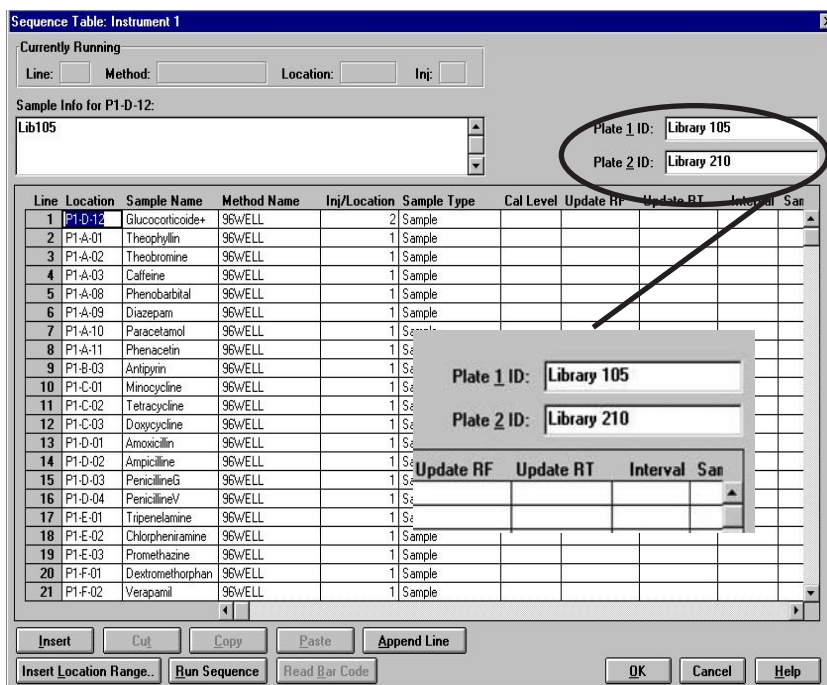 Sequence Table: Instrument 1
Currently Running
Line: Method: Location: Inj:
Sample Info for P1-D-12:
Lib105
Plate 1 ID: Library 105
Plate 2 ID: Library 210
Line Location Sample Name Method Name Inj/Location Sample Type Cal Level Update RF Update RT Interval San
1 P1-D-12 Glucocorticoide+ 96WELL 2 Sample
2 P1-A-01 Theophyllin 96WELL 1 Sample
3 P1-A-02 Theobromine 96WELL 1 Sample
4 P1-A-03 Caffeine 96WELL 1 Sample
5 P1-A-08 Phenobarbital 96WELL 1 Sample
6 P1-A-09 Diazepam 96WELL 1 Sample
7 P1-A-10 Paracetamol 96WELL 1 Sample
8 P1-A-11 Phenacetin 96WELL 1 Sa
9 P1-B-03 Antipyrin 96WELL 1 Sa
10 P1-C-01 Minocycline 96WELL 1 Sa
11 P1-C-02 Tetracycline 96WELL 1 Sa
12 P1-C-03 Doxycycline 96WELL 1 Sa
13 P1-D-01 Amoxicillin 96WELL 1 Sa
14 P1-D-02 Ampicilline 96WELL 1 Sa
15 P1-D-03 PenicillineG 96WELL 1 Sa
16 P1-D-04 PenicillineV 96WELL 1 Sa
17 P1-E-01 Tripenelamine 96WELL 1 Sa
18 P1-E-02 Chlorpheniramine 96WELL 1 Sample
19 P1-E-03 Promethazine 96WELL 1 Sample
20 P1-F-01 Dextromethorphan 96WELL 1 Sample
21 P1-F-02 Verapamil 96WELL 1 Sample
Plate 1 ID: Library 105
Plate 2 ID: Library 210
Update RF Update RT Interval San
Insert Cut Copy Paste Append Line
Insert Location Range.. Run Sequence Read Bar Code OK Cancel Help